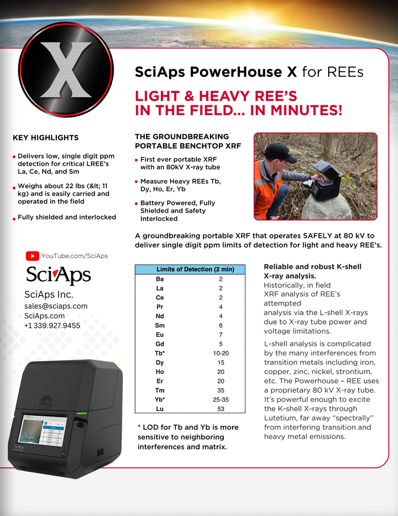 X
SciAps PowerHouse X for REEs
LIGHT & HEAVY REE'S
IN THE FIELD... IN MINUTES!
KEY HIGHLIGHTS
Delivers low, single digit ppm
detection for critical LREE's
La, Ce, Nd, and Sm
Weighs about 22 lbs (&lt; 11
kg) and is easily carried and
operated in the field
Fully shielded and interlocked
YouTube.com/SciAps
SciAps
SciAps Inc.
sales@sciaps.com
SciAps.com
+1 339.927.9455
THE GROUNDBREAKING
PORTABLE BENCHTOP XRF
First ever portable XRF
with an 80kV X-ray tube
Measure Heavy REEs Tb,
Dy, Ho, Er, Yb
Battery Powered, Fully
Shielded and Safety
Interlocked
A groundbreaking portable XRF that operates SAFELY at 80 kV to
deliver single digit ppm limits of detection for light and heavy REE's.
Limits of Detection (2 min)
Ba 2
La 2
Ce 2
Pr 4
Nd 4
Sm 6
Eu 7
Gd 5
Tb* 10-20
Dy 15
Ho 20
Er 20
Tm 35
Yb* 25-35
Lu 53
* LOD for Tb and Yb is more
sensitive to neighboring
interferences and matrix.
Reliable and robust K-shell
X-ray analysis.
Historically, in field
XRF analysis of REE's
attempted
analysis via the L-shell X-rays
due to X-ray tube power and
voltage limitations.
L-shell analysis is complicated
by the many interferences from
transition metals including iron,
copper, zinc, nickel, strontium,
etc. The Powerhouse – REE uses
a proprietary 80 kV X-ray tube.
It's powerful enough to excite
the K-shell X-rays through
Lutetium, far away "spectrally"
from interfering transition and
heavy metal emissions.